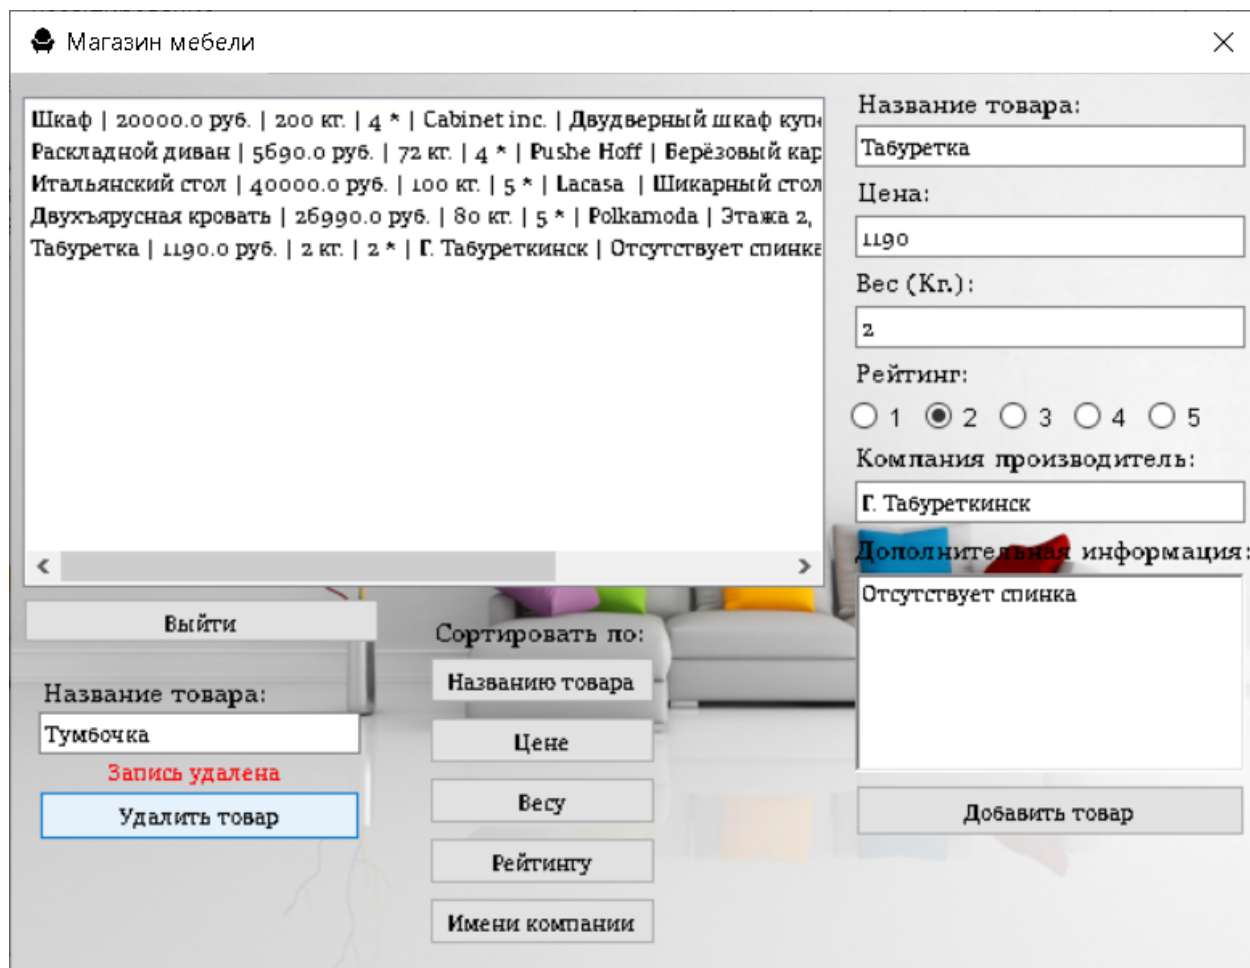 Магазин мебели
Шкаф | 20000.0 руб. | 200 кг. | 4 * | Cabinet inc. | Двудверный шкаф купе
Раскладной диван | 5690.0 руб. | 72 кг. | 4 * | Pushe Hoff | Берёзовый кар
Итальянский стол | 40000.0 руб. | 100 кг. | 5 * | Lacasa | Шикарный стол
Двухъярусная кровать | 26990.0 руб. | 80 кг. | 5 * | Polkamoda | Этажа 2,
Табуретка | 1190.0 руб. | 2 кг. | 2 * | Г. Табуреткинск | Отсутствует спинка
Выйти
Название товара:
Тумбочка
Запись удалена
Удалить товар
Сортировать по:
Названию товара
Цене
Весу
Рейтингу
Имени компании
Название товара:
Табуретка
Цена:
1190
Вес (Кг.):
2
Рейтинг:
1 2 3 4 5
Компания производитель:
Г. Табуреткинск
Дополнительная информация:
Отсутствует спинка
Добавить товар